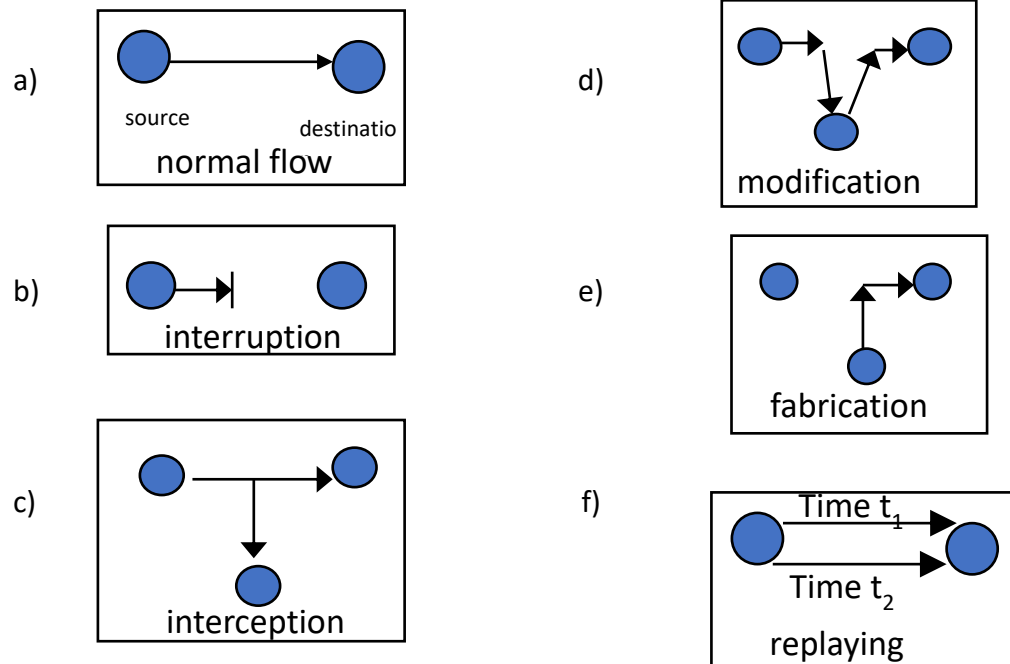 a)
source
destinatio
normal flow
b)
interruption
c)
interception
d)
modification
e)
fabrication
f)
Time t₁
Time t₂
replaying